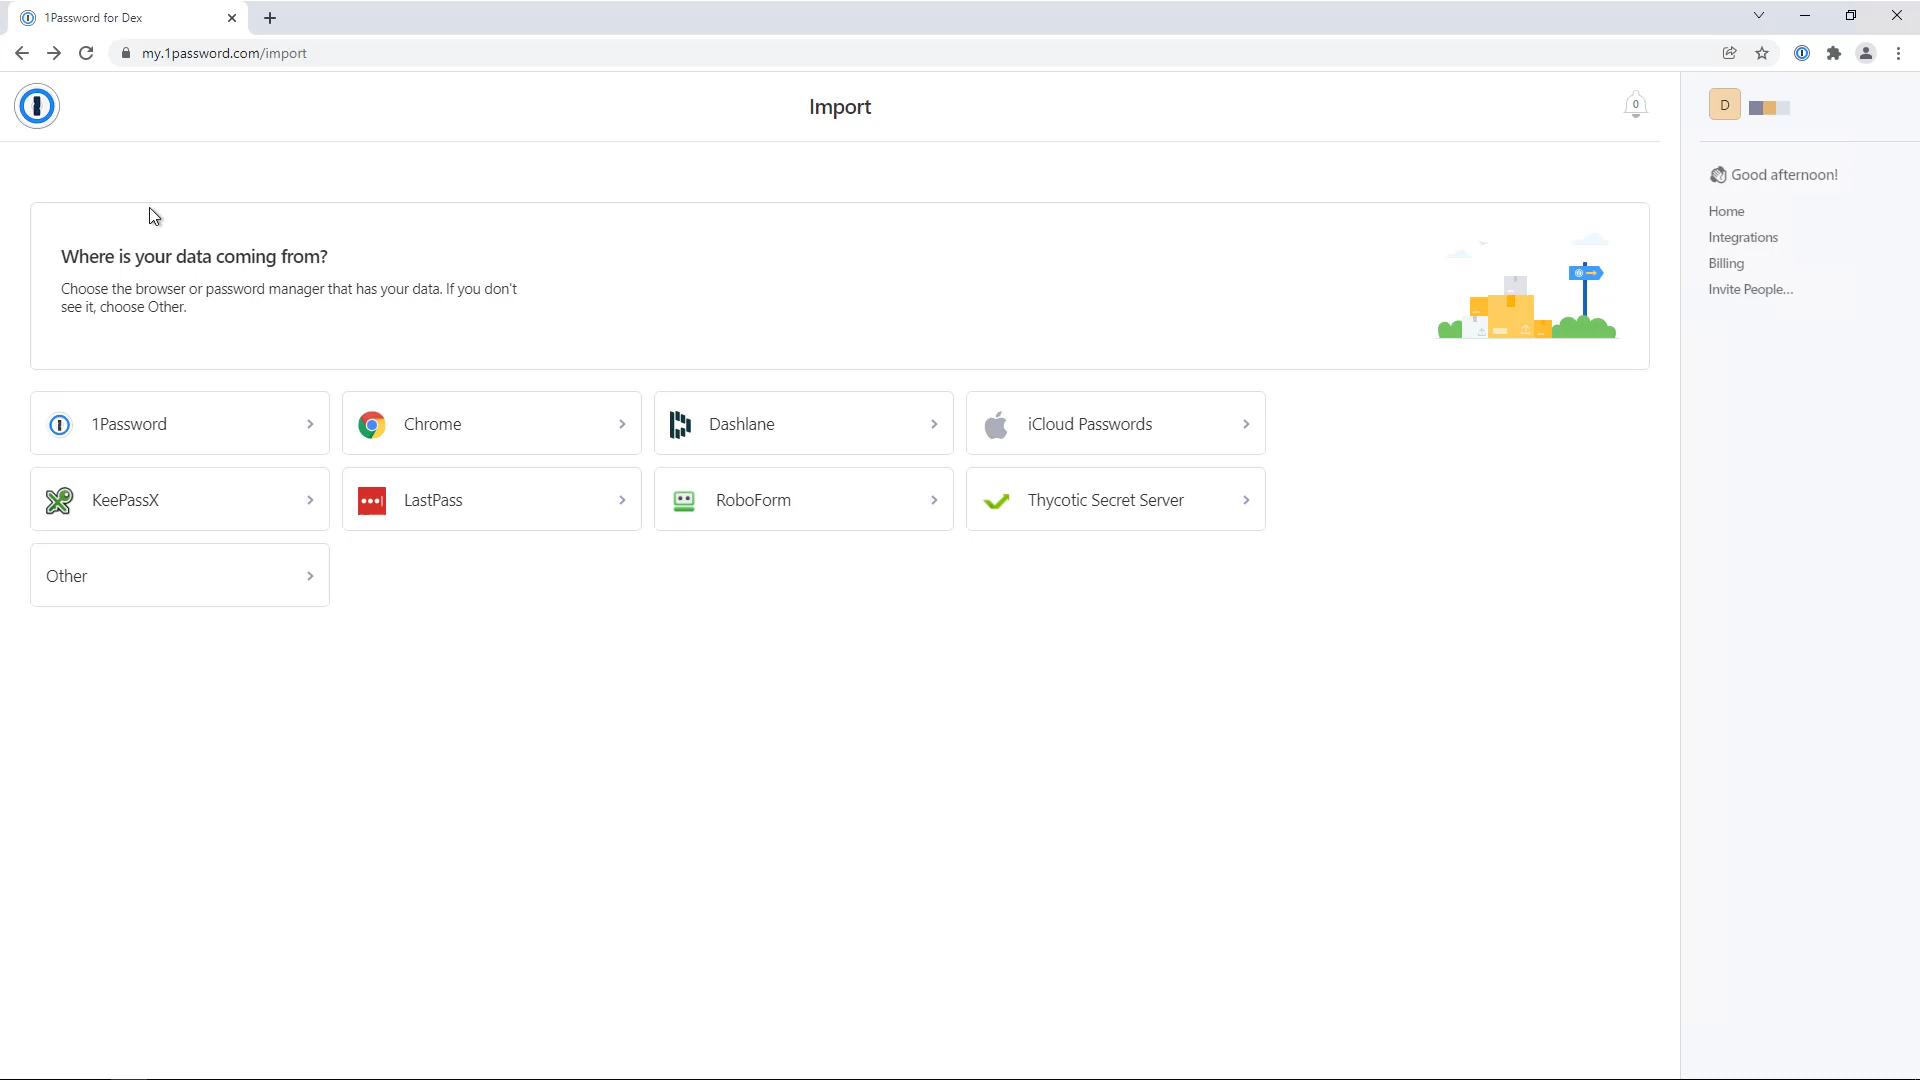 1Password for Dex
my.1password.com/import
Import
0
D
Good afternoon!
Home
Integrations
Billing
Invite People...
Where is your data coming from?
Choose the browser or password manager that has your data. If you don't
see it, choose Other.
1Password
Chrome
Dashlane
iCloud Passwords
KeePassX
LastPass
RoboForm
Thycotic Secret Server
Other